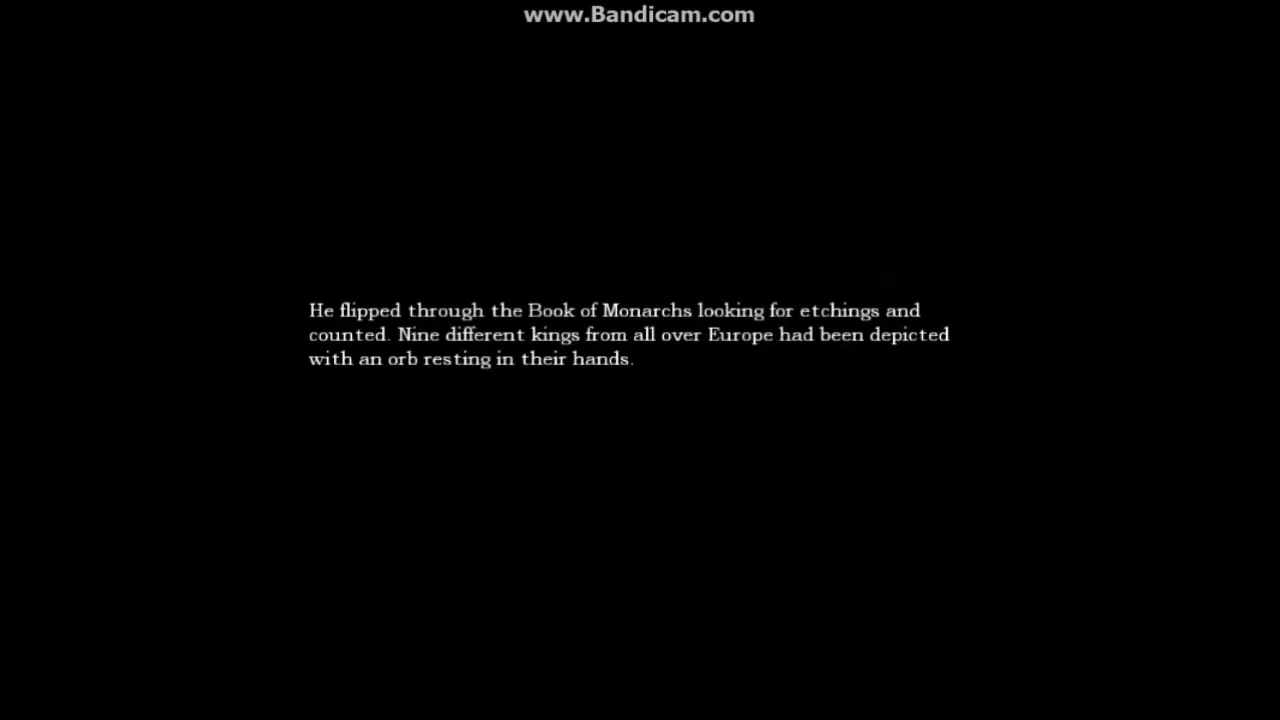 www.Bandicam.com
He flipped through the Book of Monarchs looking for etchings and
counted. Nine different kings from all over Europe had been depicted
with an orb resting in their hands.